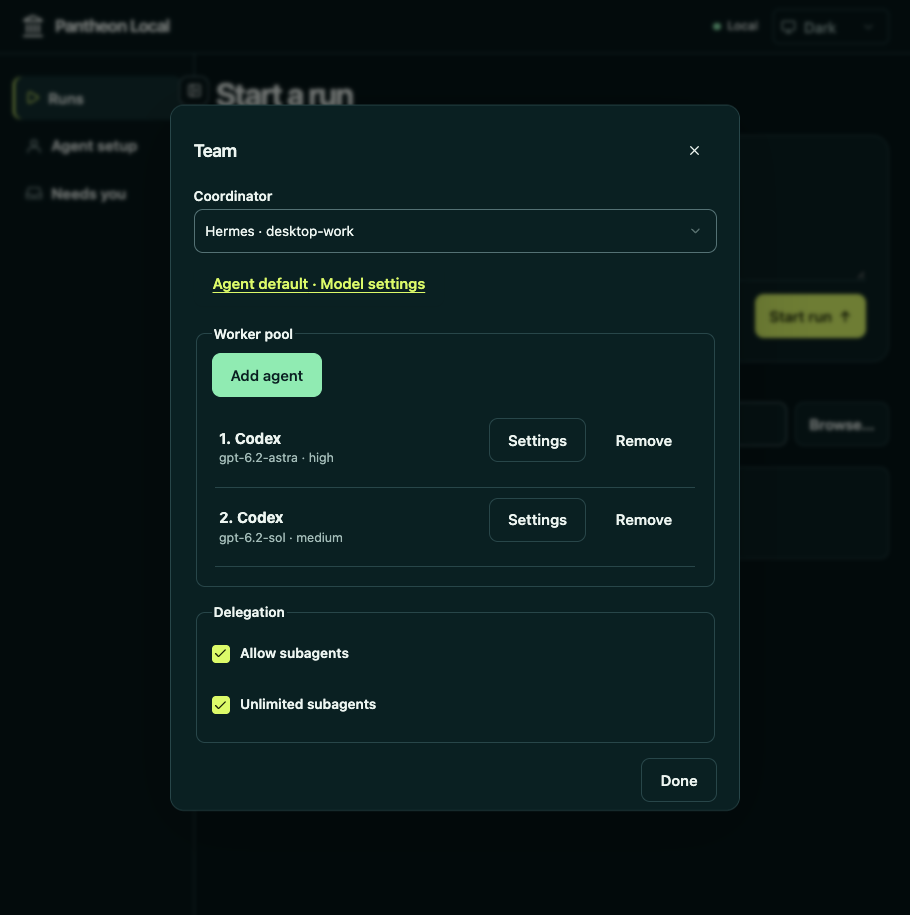 Pantheon Local
Local
Dark
Runs
Start a run
Agent setup
Needs you
Team
Coordinator
Hermes · desktop-work
Agent default · Model settings
Start run ↑
Worker pool
Add agent
Browse...
1. Codex
gpt-6.2-astra · high
Settings
Remove
2. Codex
gpt-6.2-sol · medium
Settings
Remove
Delegation
Allow subagents
Unlimited subagents
Done